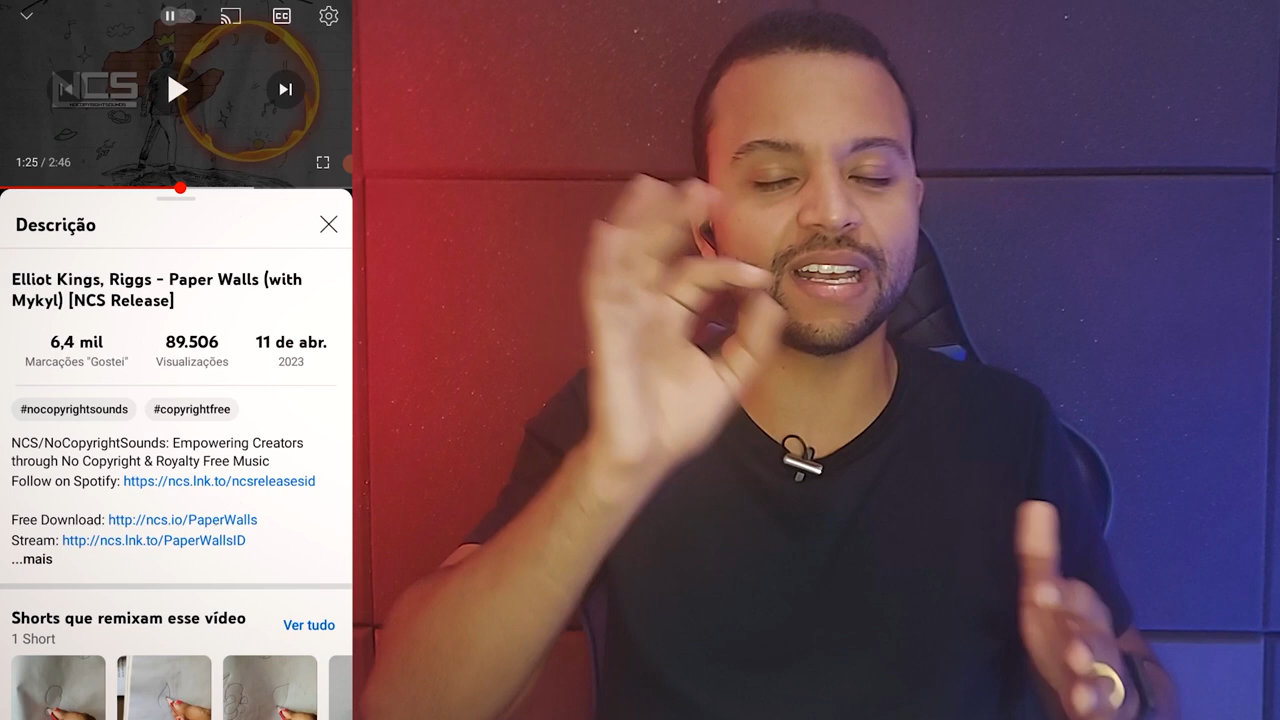 CC
NCS
NOCOPYRIGHTSOUNDS
1:25 / 2:46
Descrição
Elliot Kings, Riggs - Paper Walls (with
Mykyl) [NCS Release]
6,4 mil 89.506 11 de abr.
Marcações "Gostei" Visualizações 2023
#nocopyrightsounds #copyrightfree
NCS/NoCopyrightSounds: Empowering Creators
through No Copyright & Royalty Free Music
Follow on Spotify: https://ncs.lnk.to/ncsreleasesid
Free Download: http://ncs.io/PaperWalls
Stream: http://ncs.lnk.to/PaperWallsID
...mais
Shorts que remixam esse vídeo
Ver tudo
1 Short